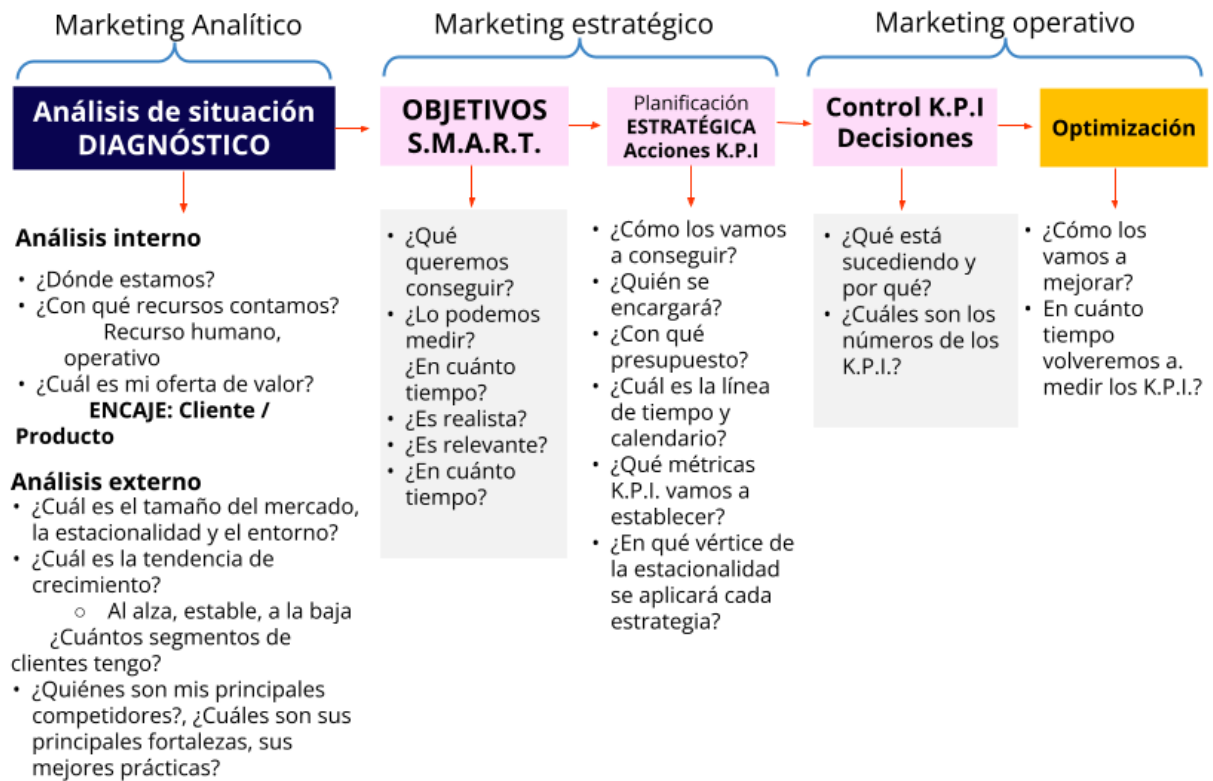 Marketing Analítico
Marketing estratégico
Marketing operativo
Análisis de situación
DIAGNÓSTICO
OBJETIVOS
S.M.A.R.T.
Planificación
ESTRATÉGICA
Acciones K.P.I
Control K.P.I
Decisiones
Optimización
Análisis interno
• ¿Dónde estamos?
• ¿Con qué recursos contamos?
Recurso humano,
operativo
• ¿Cuál es mi oferta de valor?
ENCAJE: Cliente /
Producto
Análisis externo
• ¿Cuál es el tamaño del mercado,
la estacionalidad y el entorno?
• ¿Cuál es la tendencia de
crecimiento?
○ Al alza, estable, a la baja
¿Cuántos segmentos de
clientes tengo?
• ¿Quiénes son mis principales
competidores?, ¿Cuáles son sus
principales fortalezas, sus
mejores prácticas?
• ¿Qué
queremos
conseguir?
• ¿Lo podemos
medir?
¿En cuánto
tiempo?
• ¿Es realista?
• ¿Es relevante?
• ¿En cuánto
tiempo?
• ¿Cómo los vamos
a conseguir?
• ¿Quién se
encargará?
• ¿Con qué
presupuesto?
• ¿Cuál es la línea
de tiempo y
calendario?
• ¿Qué métricas
K.P.I. vamos a
establecer?
• ¿En qué vértice de
la estacionalidad
se aplicará cada
estrategia?
• ¿Qué está
sucediendo y
por qué?
• ¿Cuáles son los
números de los
K.P.I.?
• ¿Cómo los
vamos a
mejorar?
• En cuánto
tiempo
volveremos a.
medir los K.P.I.?